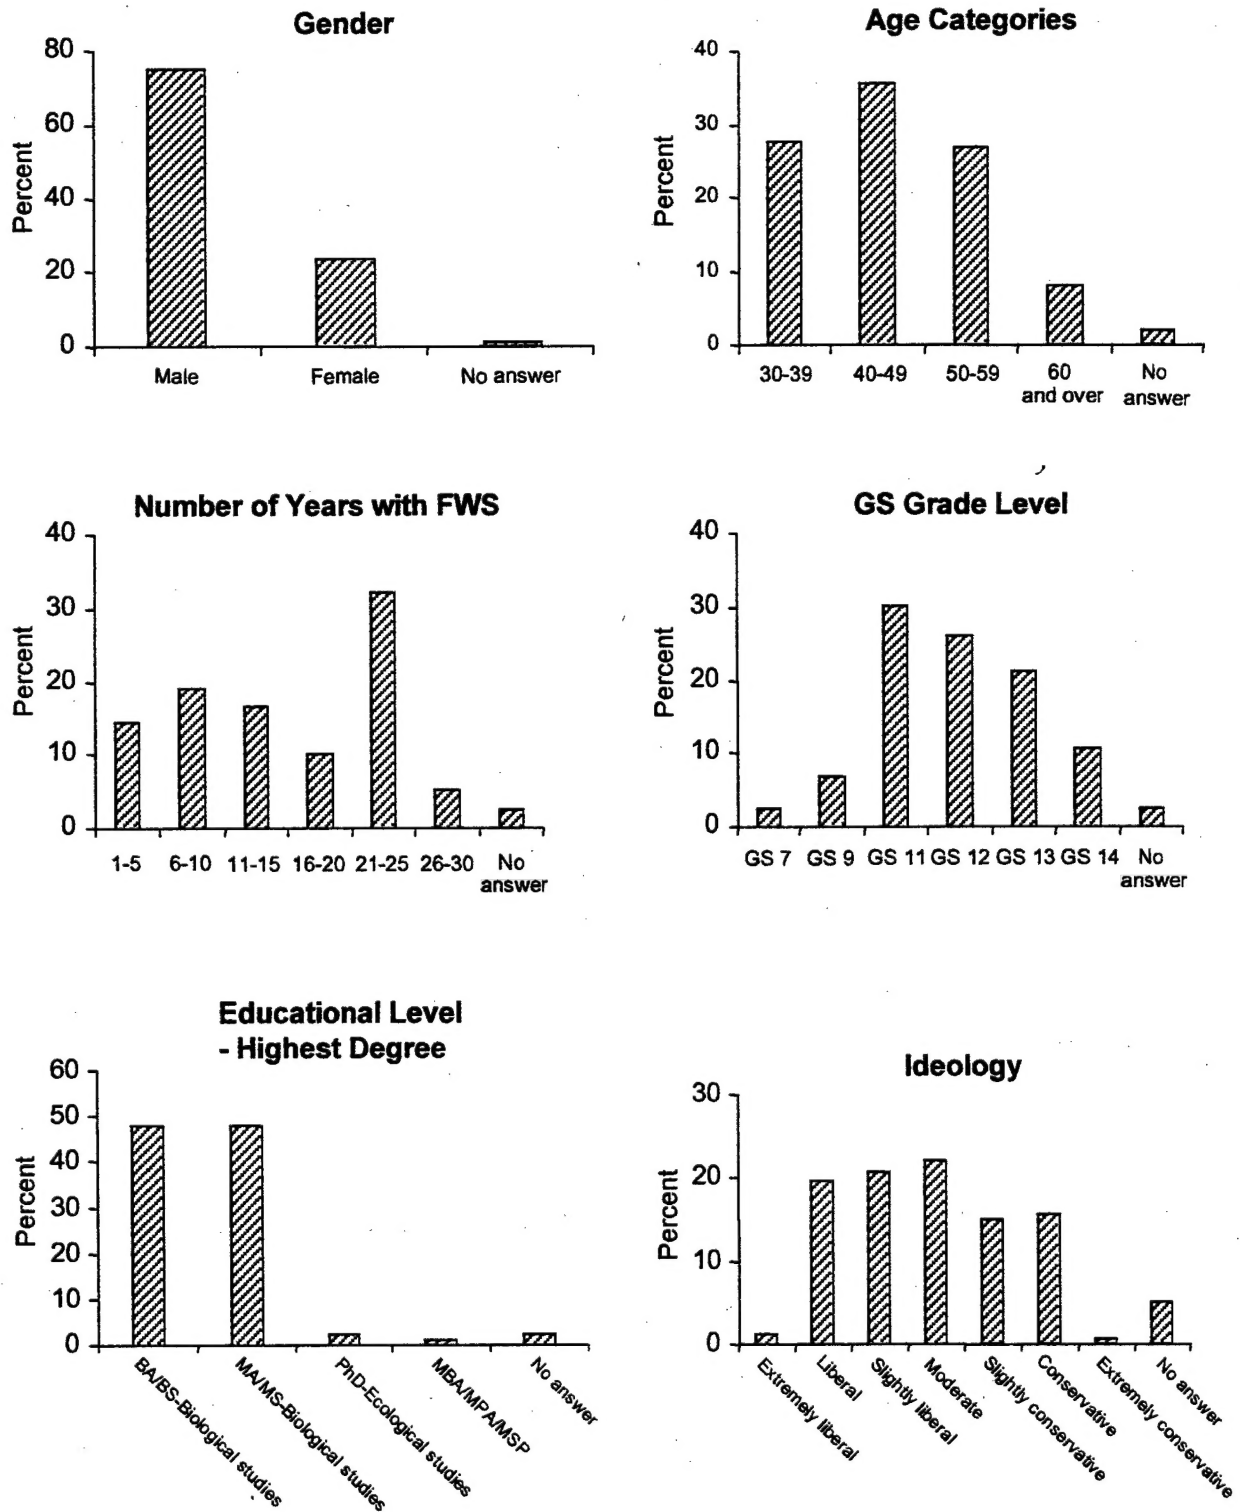 Gender
80
60
40
20
0
Percent
Male Female No answer
Age Categories
40
30
20
10
0
Percent
30-39 40-49 50-59 60 No
and over answer
Number of Years with FWS
40
30
20
10
0
Percent
1-5 6-10 11-15 16-20 21-25 26-30 No
answer
GS Grade Level
40
30
20
10
0
Percent
GS 7 GS 9 GS 11 GS 12 GS 13 GS 14 No
answer
Educational Level
- Highest Degree
60
50
40
30
20
10
0
Percent
BA/BS-Biological studies
MA/MS-Biological studies
PhD-Ecological studies
MBA/MPA/MSP
No answer
Ideology
30
20
10
0
Percent
Extremely liberal
Liberal
Slightly liberal
Moderate
Slightly conservative
Conservative
Extremely conservative
No answer